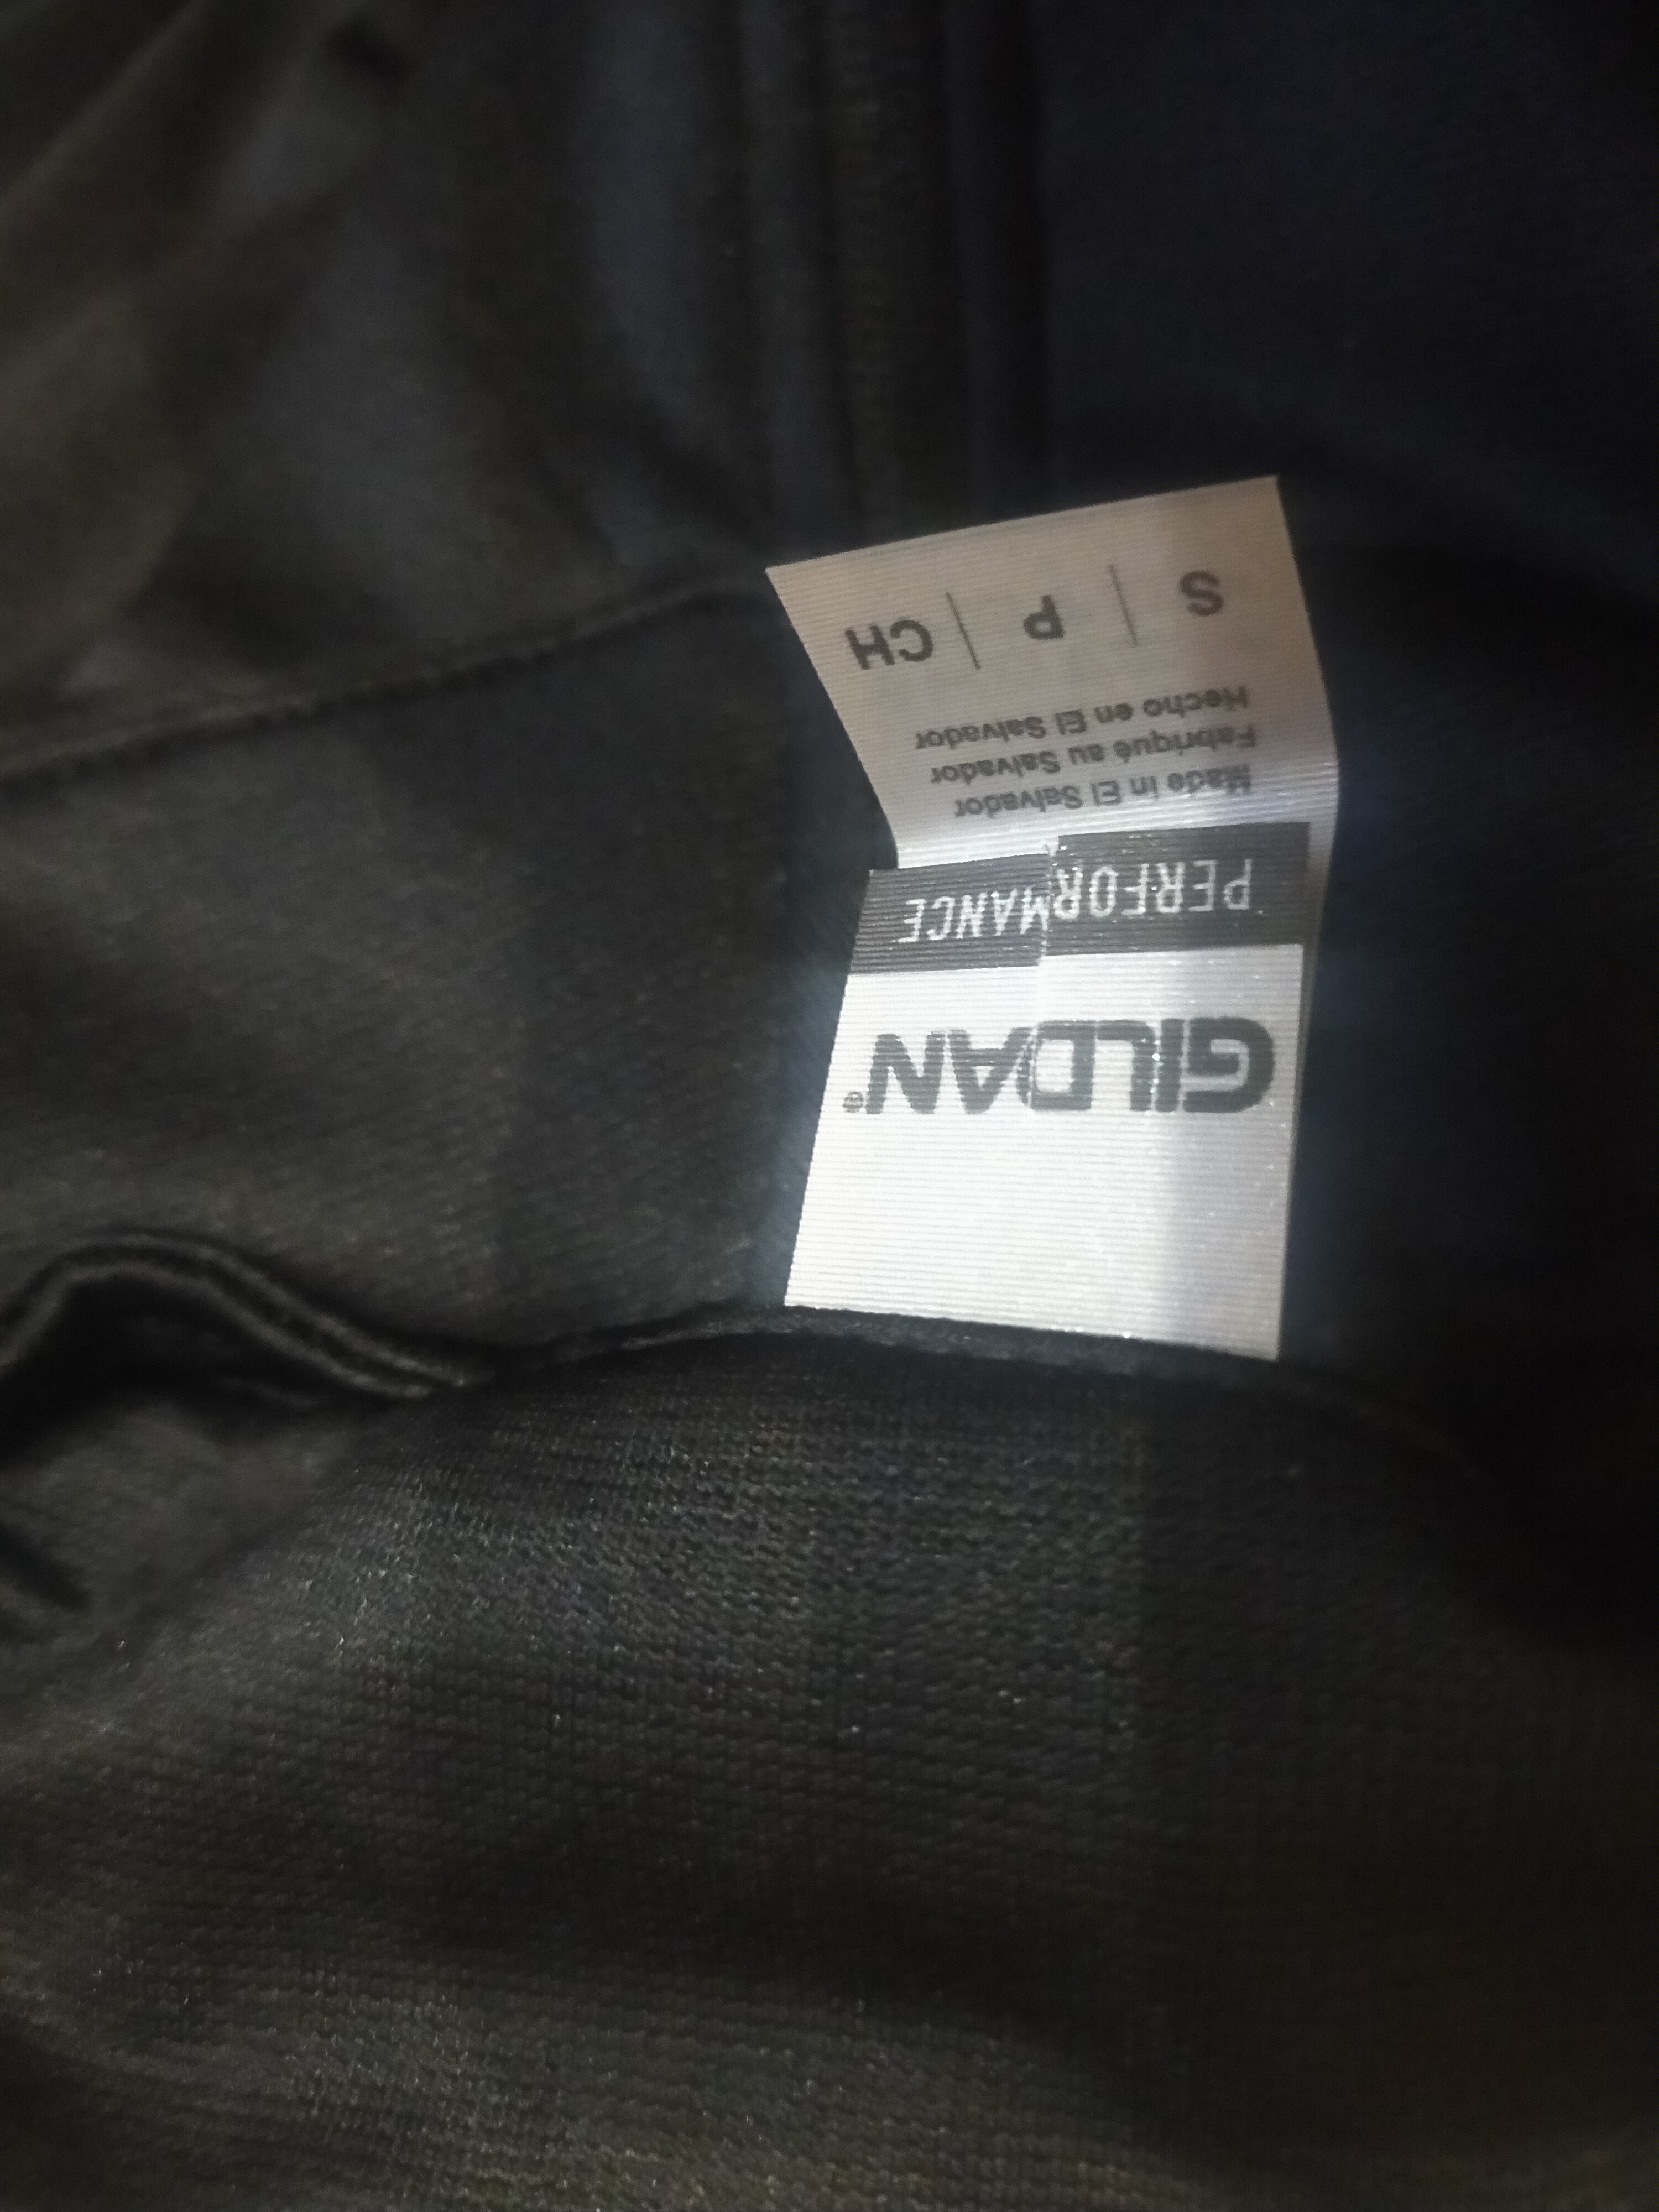 GILDAN®
PERFORMANCE
Made in El Salvador
Fabriqué au Salvador
Hecho en El Salvador
S | P | CH